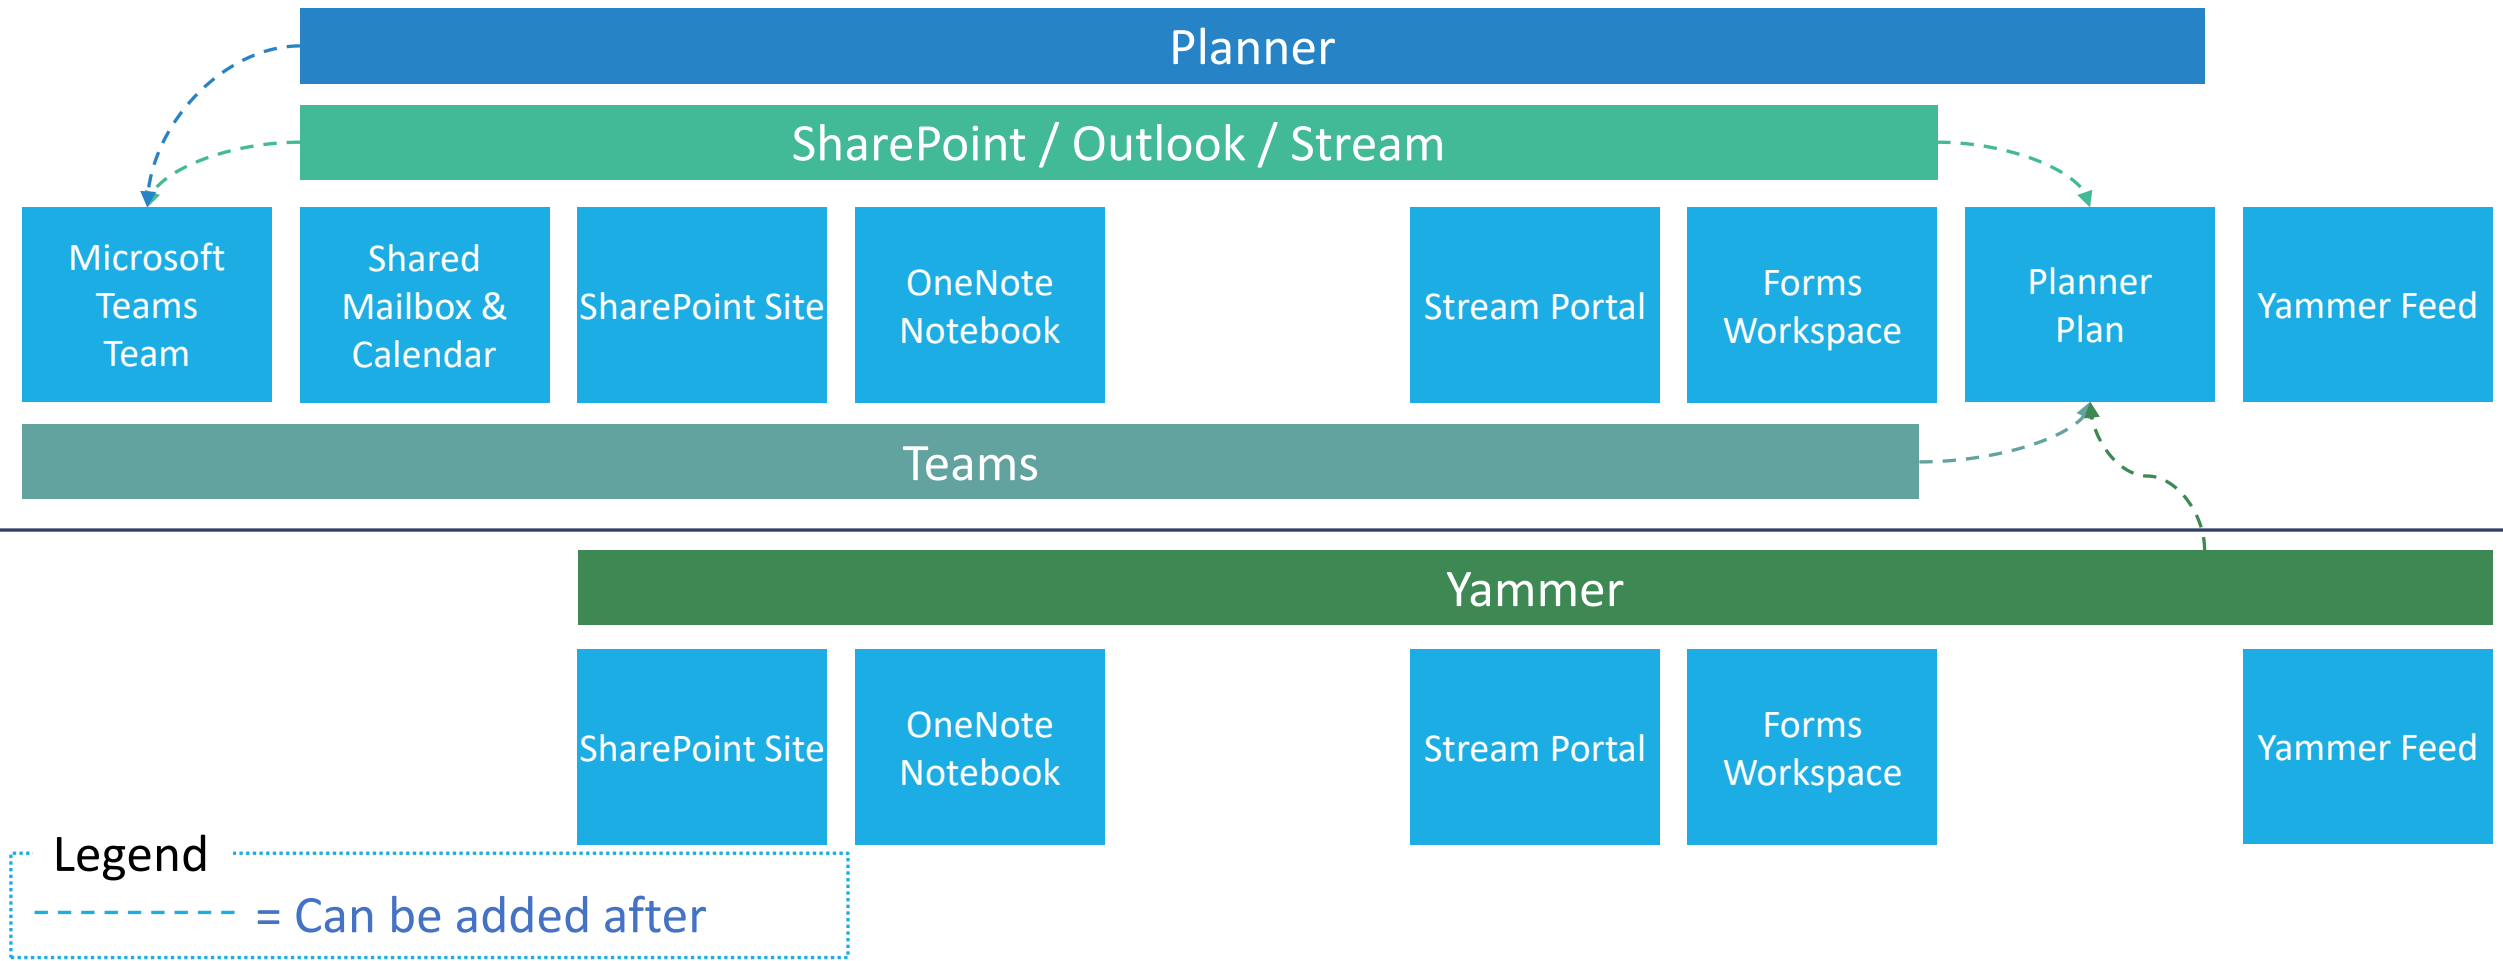 Planner
SharePoint / Outlook / Stream
Microsoft
Teams
Team
Shared
Mailbox &
Calendar
SharePoint Site
OneNote
Notebook
Stream Portal
Forms
Workspace
Planner
Plan
Yammer Feed
Teams
Yammer
SharePoint Site
OneNote
Notebook
Stream Portal
Forms
Workspace
Yammer Feed
Legend
= Can be added after